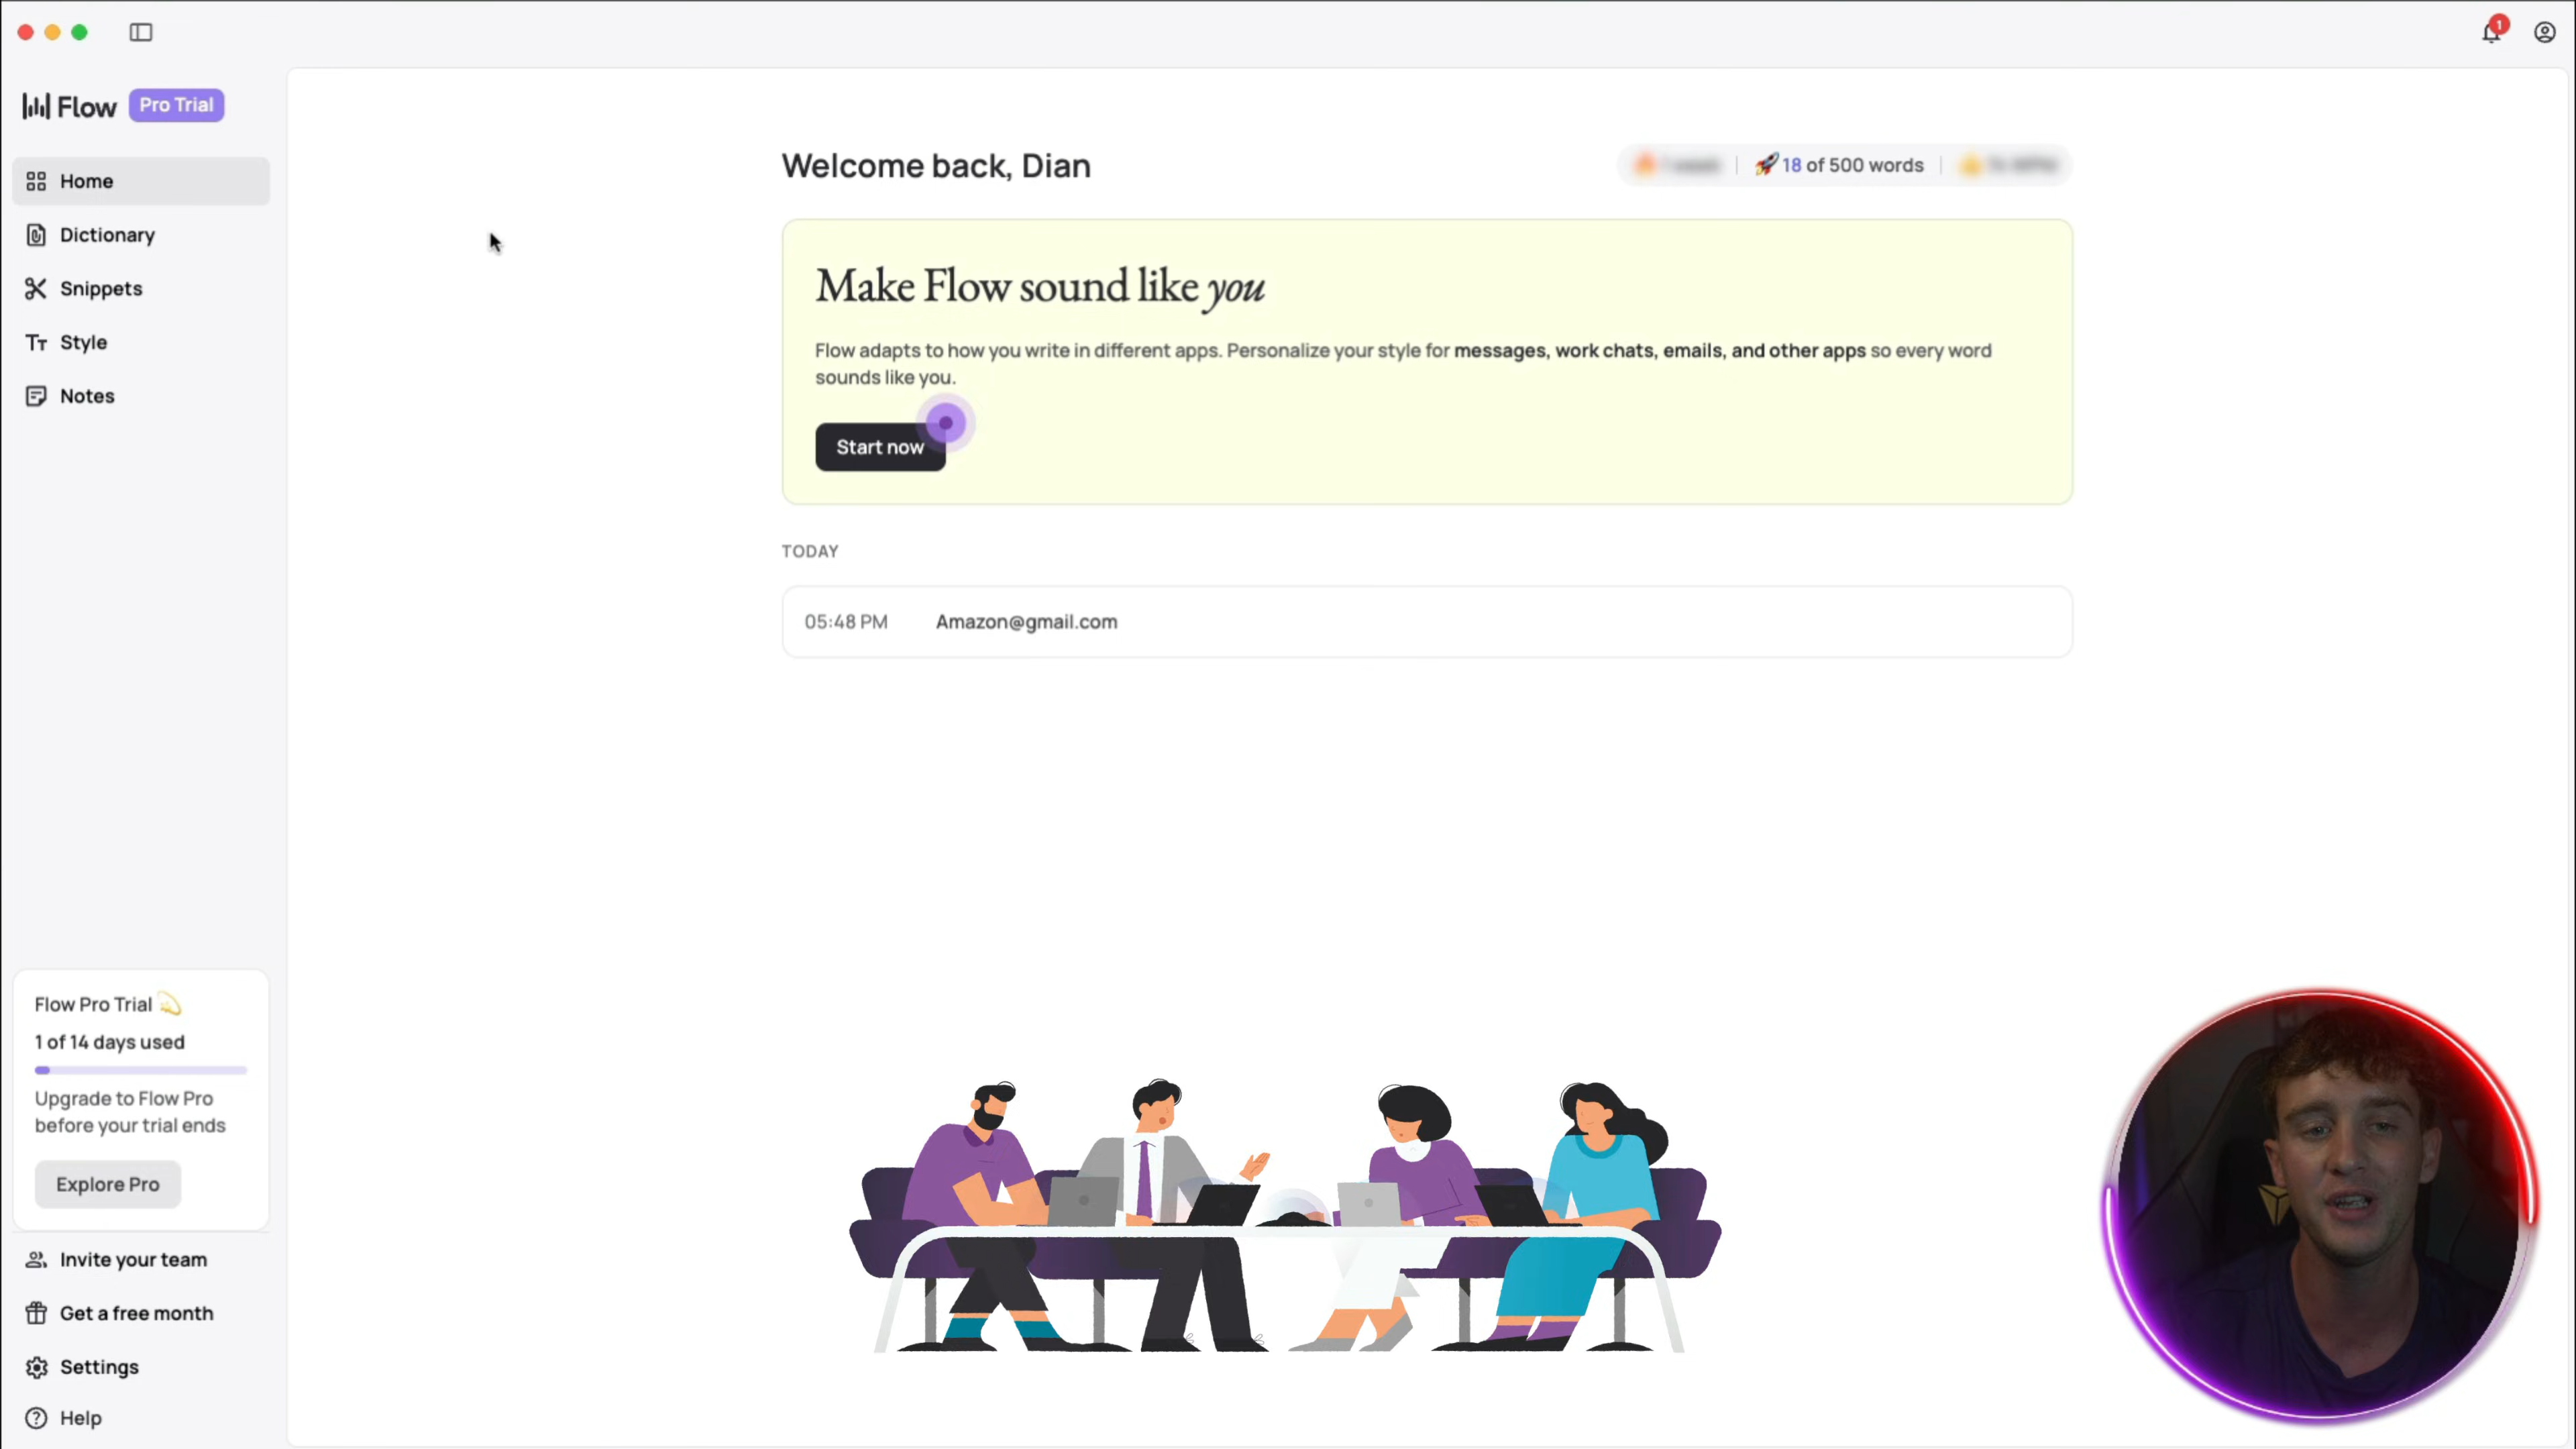 1
Flow Pro Trial
Home
Dictionary
Snippets
Style
Notes
Welcome back, Dian
18 of 500 words
Make Flow sound like you
Flow adapts to how you write in different apps. Personalize your style for messages, work chats, emails, and other apps so every word
sounds like you.
Start now
TODAY
05:48 PM Amazon@gmail.com
Flow Pro Trial
1 of 14 days used
Upgrade to Flow Pro
before your trial ends
Explore Pro
Invite your team
Get a free month
Settings
Help